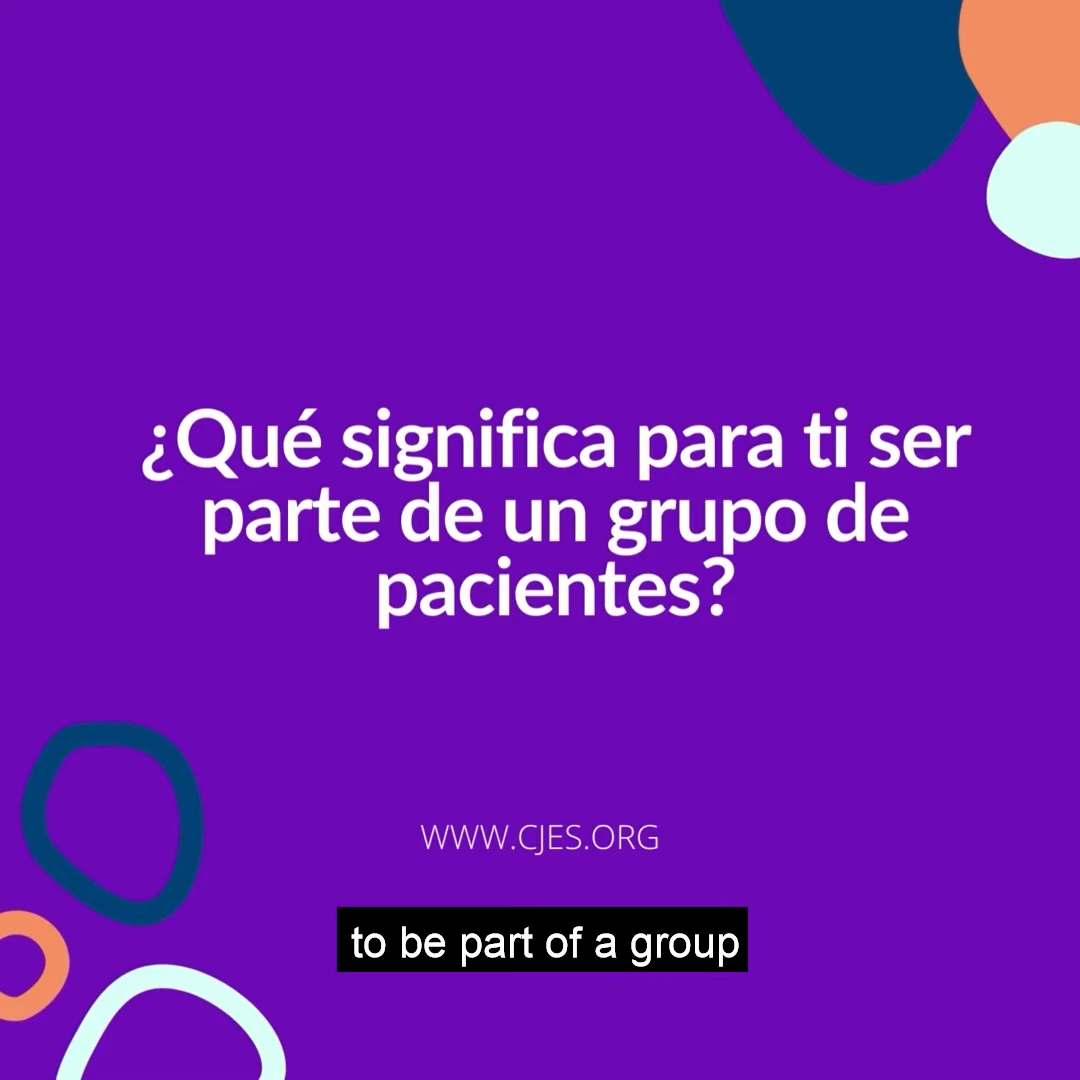 ¿Qué significa para ti ser
parte de un grupo de
pacientes?
WWW.CJES.ORG
to be part of a group